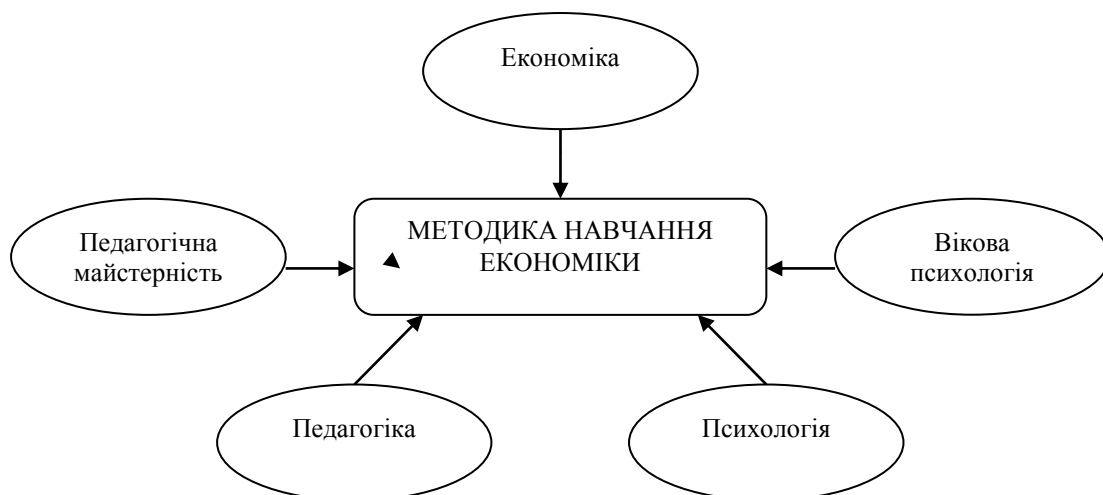 Економіка
МЕТОДИКА НАВЧАННЯ
ЕКОНОМІКИ
Педагогічна
майстерність
Вікова
психологія
Педагогіка
Психологія